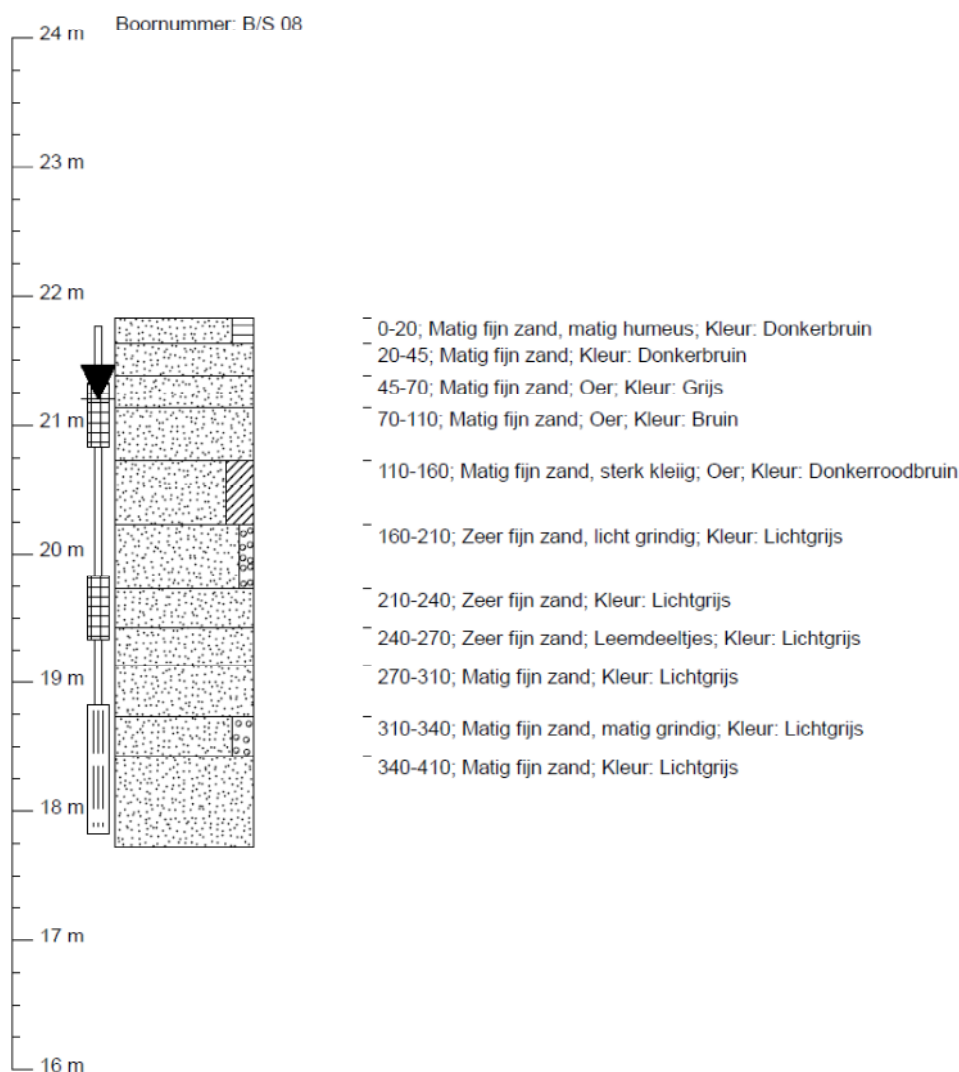 Boornummer: B/S 08
24 m
23 m
22 m
0-20; Matig fijn zand, matig humeus; Kleur: Donkerbruin
20-45; Matig fijn zand; Kleur: Donkerbruin
45-70; Matig fijn zand; Oer; Kleur: Grijs
21 m
70-110; Matig fijn zand; Oer; Kleur: Bruin
110-160; Matig fijn zand, sterk kleiig; Oer; Kleur: Donkerroodbruin
20 m
160-210; Zeer fijn zand, licht grindig; Kleur: Lichtgrijs
210-240; Zeer fijn zand; Kleur: Lichtgrijs
240-270; Zeer fijn zand; Leemdeeltjes; Kleur: Lichtgrijs
19 m
270-310; Matig fijn zand; Kleur: Lichtgrijs
310-340; Matig fijn zand, matig grindig; Kleur: Lichtgrijs
340-410; Matig fijn zand; Kleur: Lichtgrijs
18 m
17 m
16 m